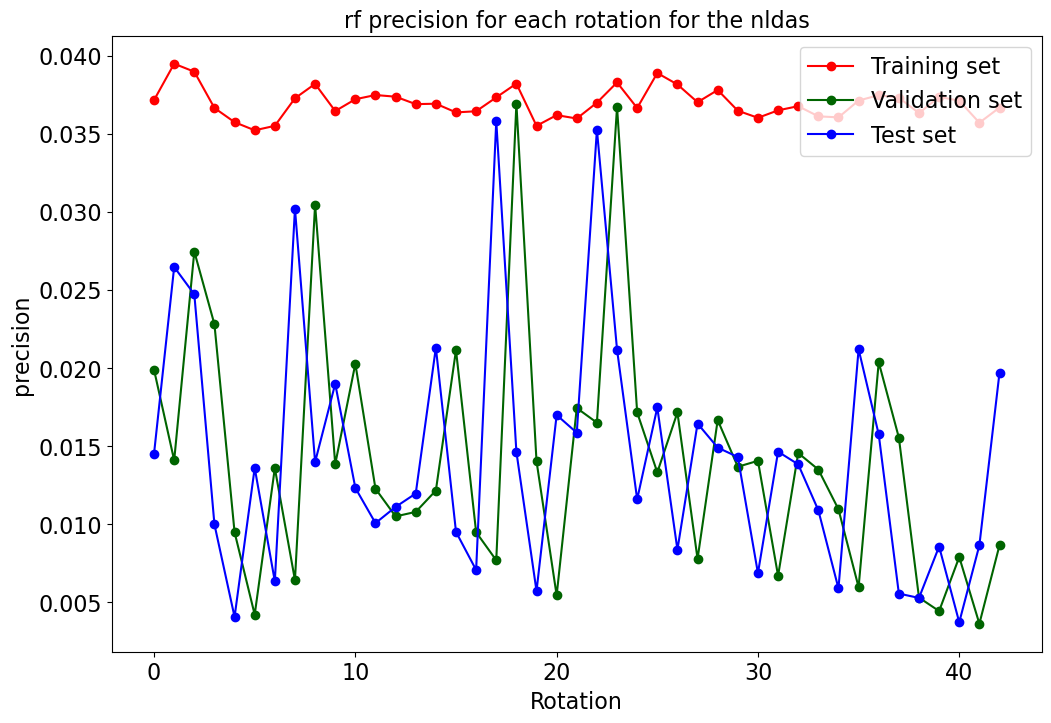 rf precision for each rotation for the nldas
0.040
0.035
0.030
0.025
0.020
0.015
0.010
0.005
precision
Training set
Validation set
Test set
0
10
20
30
40
Rotation